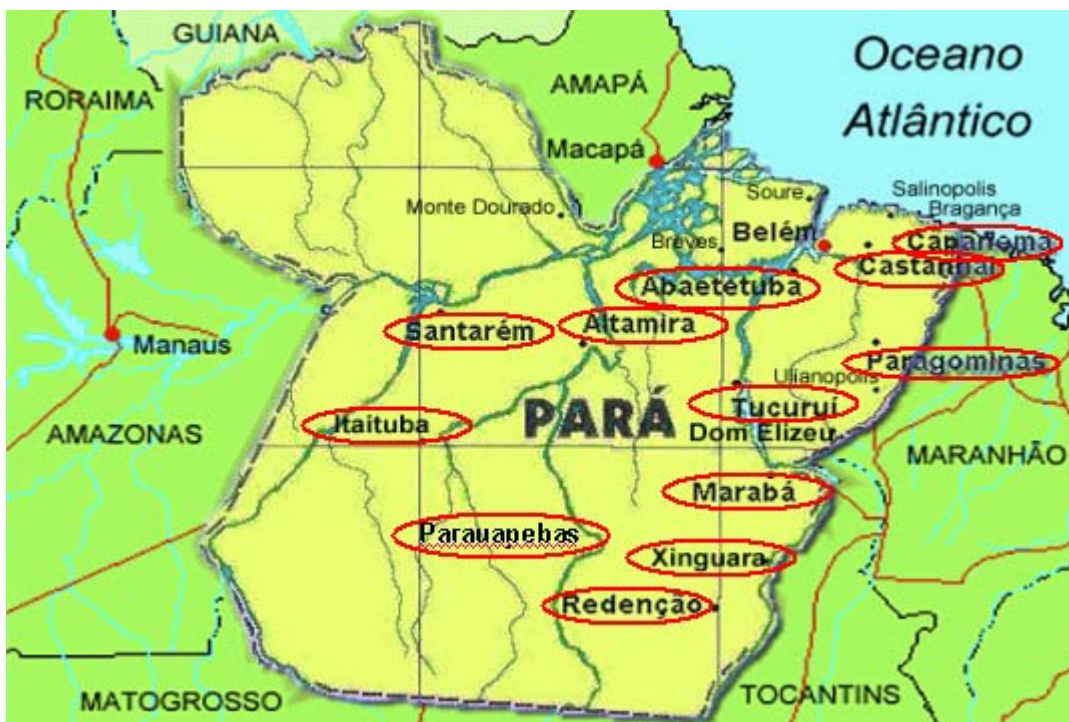 GUIANA
RORAIMA
AMAPÁ
Oceano
Atlântico
Macapá
Monte Dourado
Soure
Salinopolis
Bragança
Breves
Belém
Capanema
Castanhal
Abaetetuba
Santarém
Altamira
Manaus
Paragominas
Ulianopolis
Tucuruí
Itaituba
PARÁ
Dom Elizeu
AMAZONAS
MARANHÃO
Marabá
Parauapebas
Xinguara
Redenção
MATOGROSSO
TOCANTINS